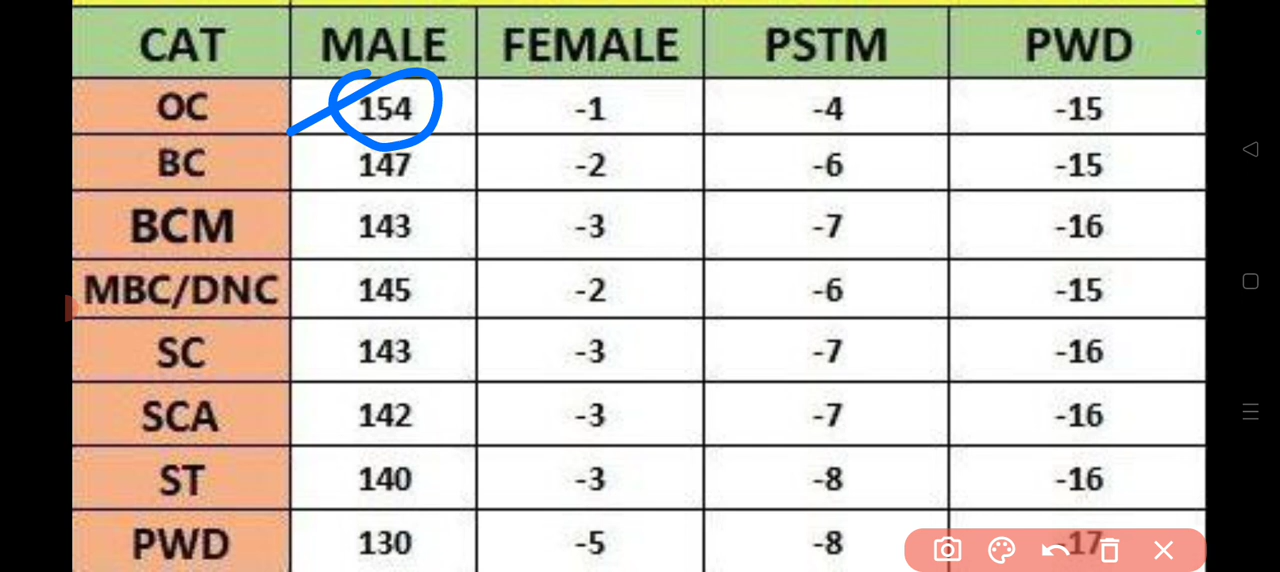 CAT MALE FEMALE PSTM PWD
OC 154 -1 -4 -15
BC 147 -2 -6 -15
BCM 143 -3 -7 -16
MBC/DNC 145 -2 -6 -15
SC 143 -3 -7 -16
SCA 142 -3 -7 -16
ST 140 -3 -8 -16
PWD 130 -5 -8 -17